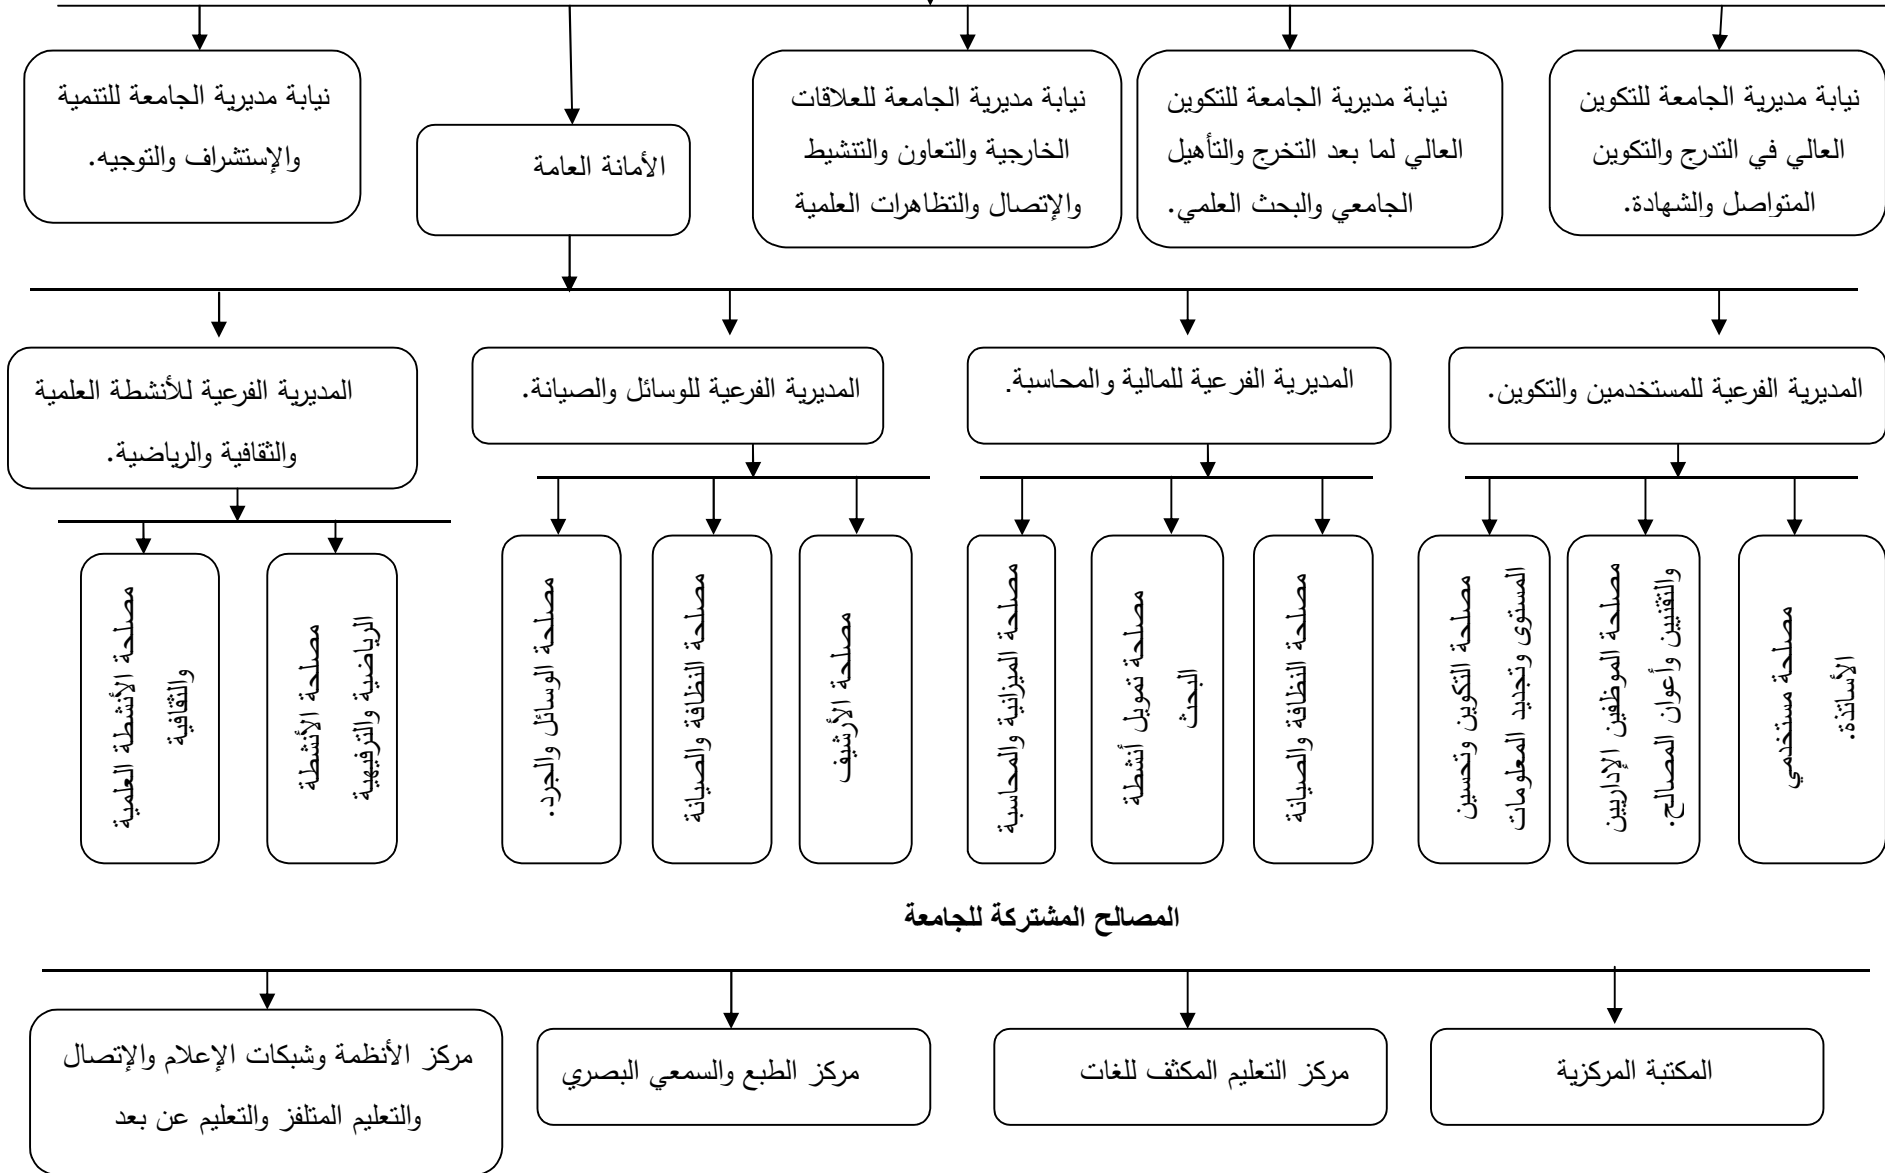 نيابة مديرية الجامعة للتكوين
العالي في التدرج والتكوين
المتواصل والشهادة.
نيابة مديرية الجامعة للتكوين
العالي لما بعد التخرج والتأهيل
الجامعي والبحث العلمي.
نيابة مديرية الجامعة للعلاقات
الخارجية والتعاون والتنشيط
والإتصال والتظاهرات العلمية
الأمانة العامة
نيابة مديرية الجامعة للتنمية
والإستشراف والتوجيه.
المديرية الفرعية للمستخدمين والتكوين.
المديرية الفرعية للمالية والمحاسبة.
المديرية الفرعية للوسائل والصيانة.
المديرية الفرعية للأنشطة العلمية
والثقافية والرياضية.
مصلحة مستخدمي
الأساتذة.
مصلحة الموظفين الإداريين
والتقنيين وأعوان المصالح.
مصلحة التكوين وتحسين
المستوى وتجديد المعلومات
مصلحة النظافة والصيانة
مصلحة تمويل أنشطة
البحث
مصلحة الميزانية والمحاسبة
مصلحة الأرشيف
مصلحة النظافة والصيانة
مصلحة الوسائل والجرد.
مصلحة الأنشطة
الرياضية والترفيهية
مصلحة الأنشطة العلمية
والثقافية
المصالح المشتركة للجامعة
المكتبة المركزية
مركز التعليم المكثف للغات
مركز الطبع والسمعي البصري
مركز الأنظمة وشبكات الإعلام والإتصال
والتعليم المتلفز والتعليم عن بعد